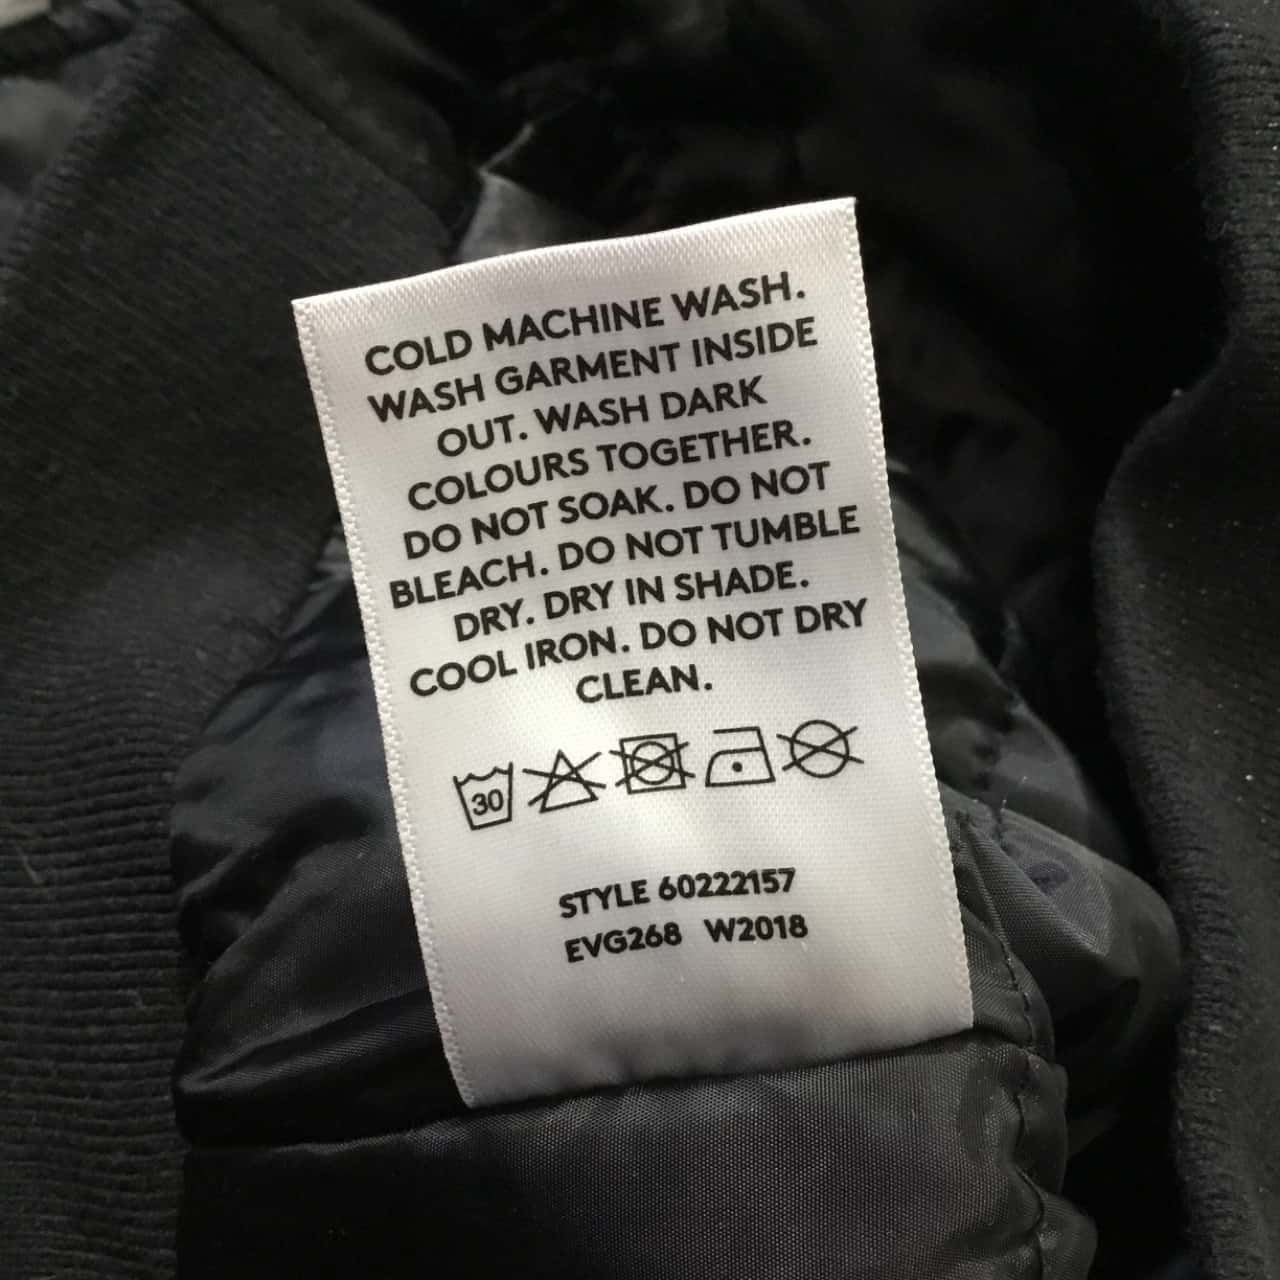 COLD MACHINE WASH.
WASH GARMENT INSIDE
OUT. WASH DARK
COLOURS TOGETHER.
DO NOT SOAK. DO NOT
BLEACH. DO NOT TUMBLE
DRY. DRY IN SHADE.
COOL IRON. DO NOT DRY
CLEAN.
30
STYLE 60222157
EVG268 W2018